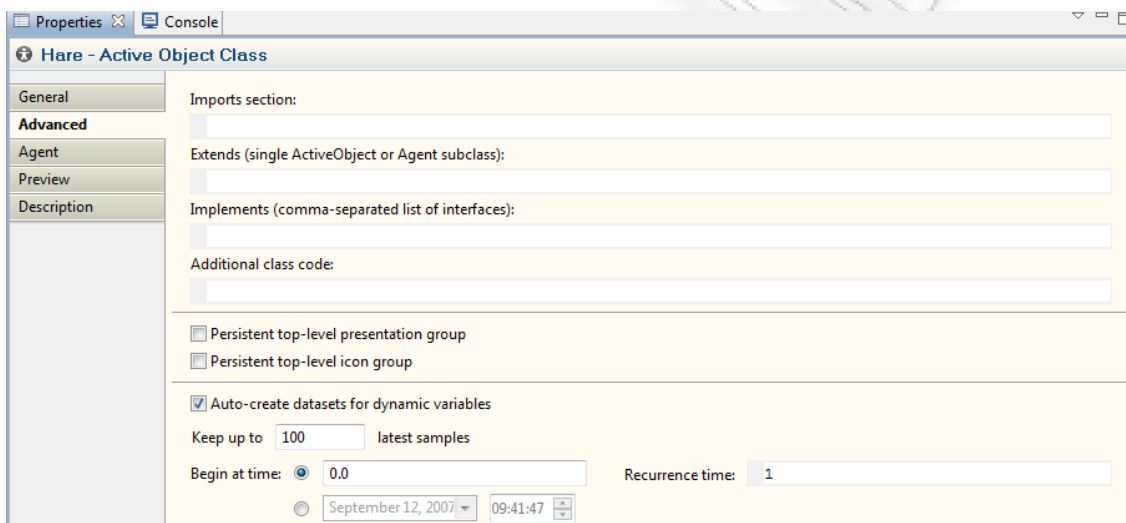 Properties Console
Hare - Active Object Class
General
Advanced
Agent
Preview
Description
Imports section:
Extends (single ActiveObject or Agent subclass):
Implements (comma-separated list of interfaces):
Additional class code:
Persistent top-level presentation group
Persistent top-level icon group
Auto-create datasets for dynamic variables
Keep up to 100 latest samples
Begin at time: 0.0 Recurrence time: 1
September 12, 2007 09:41:47